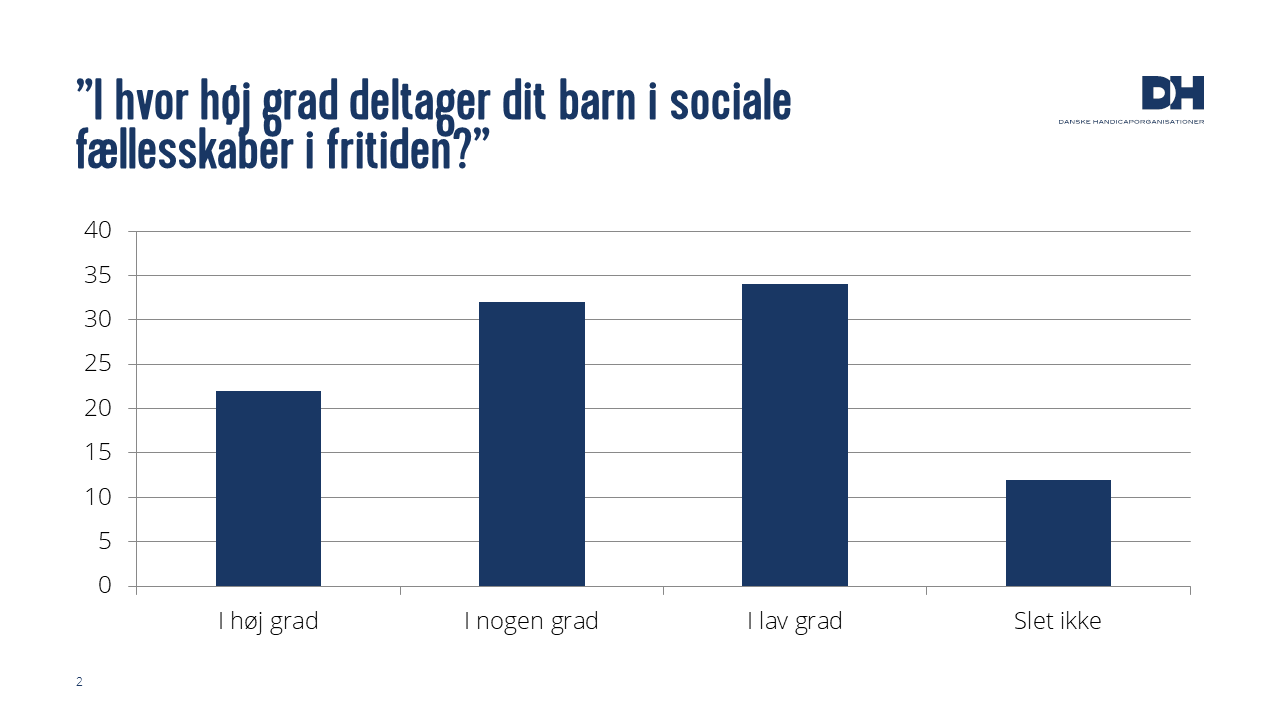 ”I hvor høj grad deltager dit barn i sociale
fællesskaber i fritiden?”
DH
DANSKE HANDICAPORGANISATIONER
40
35
30
25
20
15
10
5
0
I høj grad
I nogen grad
I lav grad
Slet ikke
2